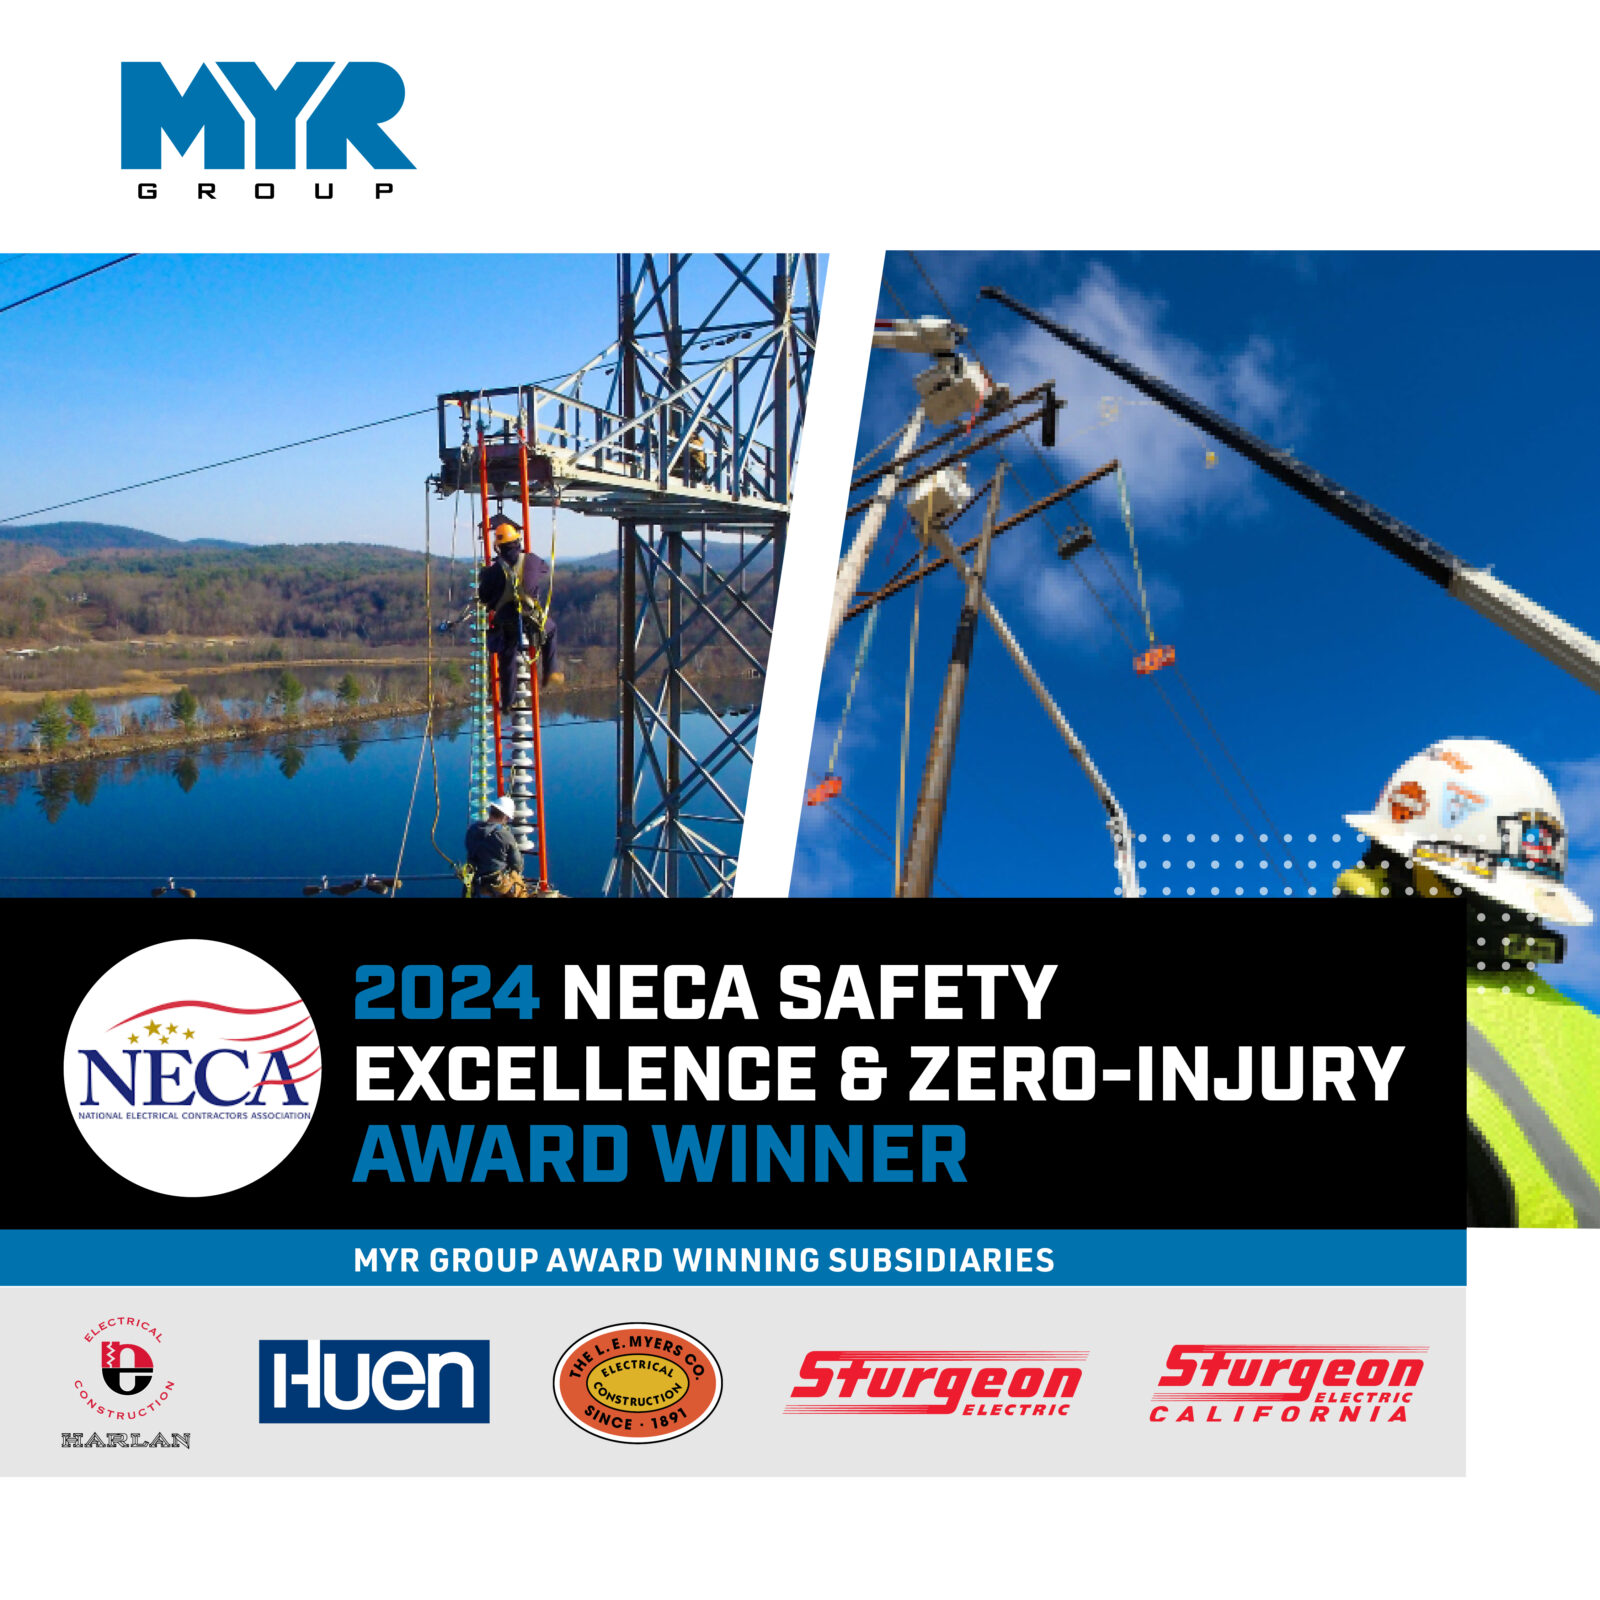 MYR
GROUP
NECA
NATIONAL ELECTRICAL CONTRACTORS ASSOCIATION
2024 NECA SAFETY
EXCELLENCE & ZERO-INJURY
AWARD WINNER
MYR GROUP AWARD WINNING SUBSIDIARIES
ELECTRICAL
CONSTRUCTION
HARLAN
Huen
THE L.E. MYERS CO.
ELECTRICAL
CONSTRUCTION
SINCE · 1891
Sturgeon
ELECTRIC
Sturgeon
ELECTRIC
CALIFORNIA